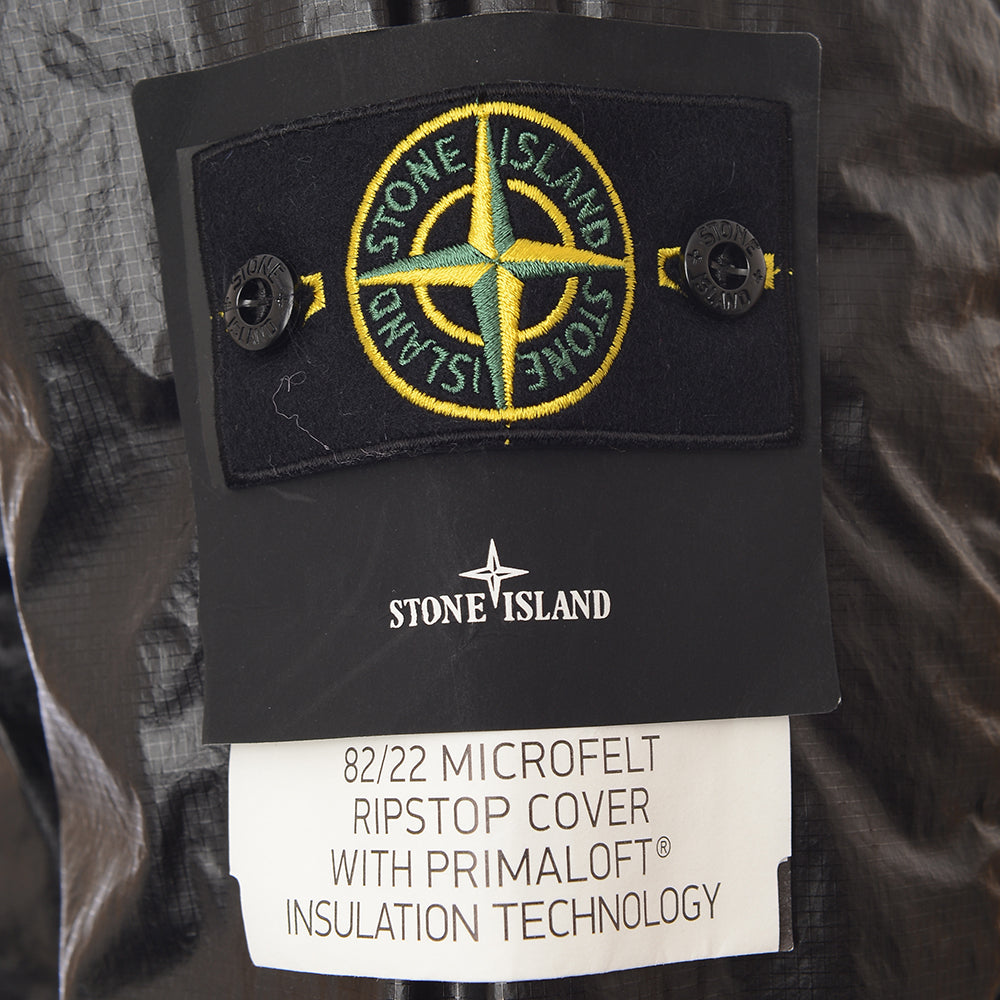 STONE ISLAND
STONE ISLAND
STONE ISLAND
STONE ISLAND
STONE ISLAND
82/22 MICROFELT
RIPSTOP COVER
WITH PRIMALOFT®
INSULATION TECHNOLOGY